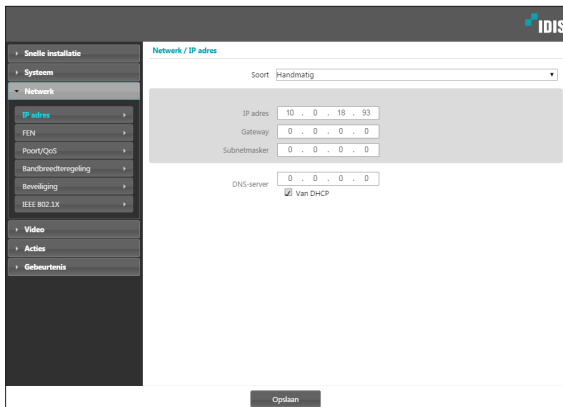 IDIS
Snelle installatie
Systeem
Netwerk
IP adres
FEN
Poort/QoS
Bandbreedteregeling
Beveiliging
IEEE 802.1X
Video
Acties
Gebeurtenis
Netwerk / IP adres
Soort Handmatig
IP adres 10 . 0 . 18 . 93
Gateway 0 . 0 . 0 . 0
Subnetmasker 0 . 0 . 0 . 0
DNS-server 0 . 0 . 0 . 0
Van DHCP
Opslaan